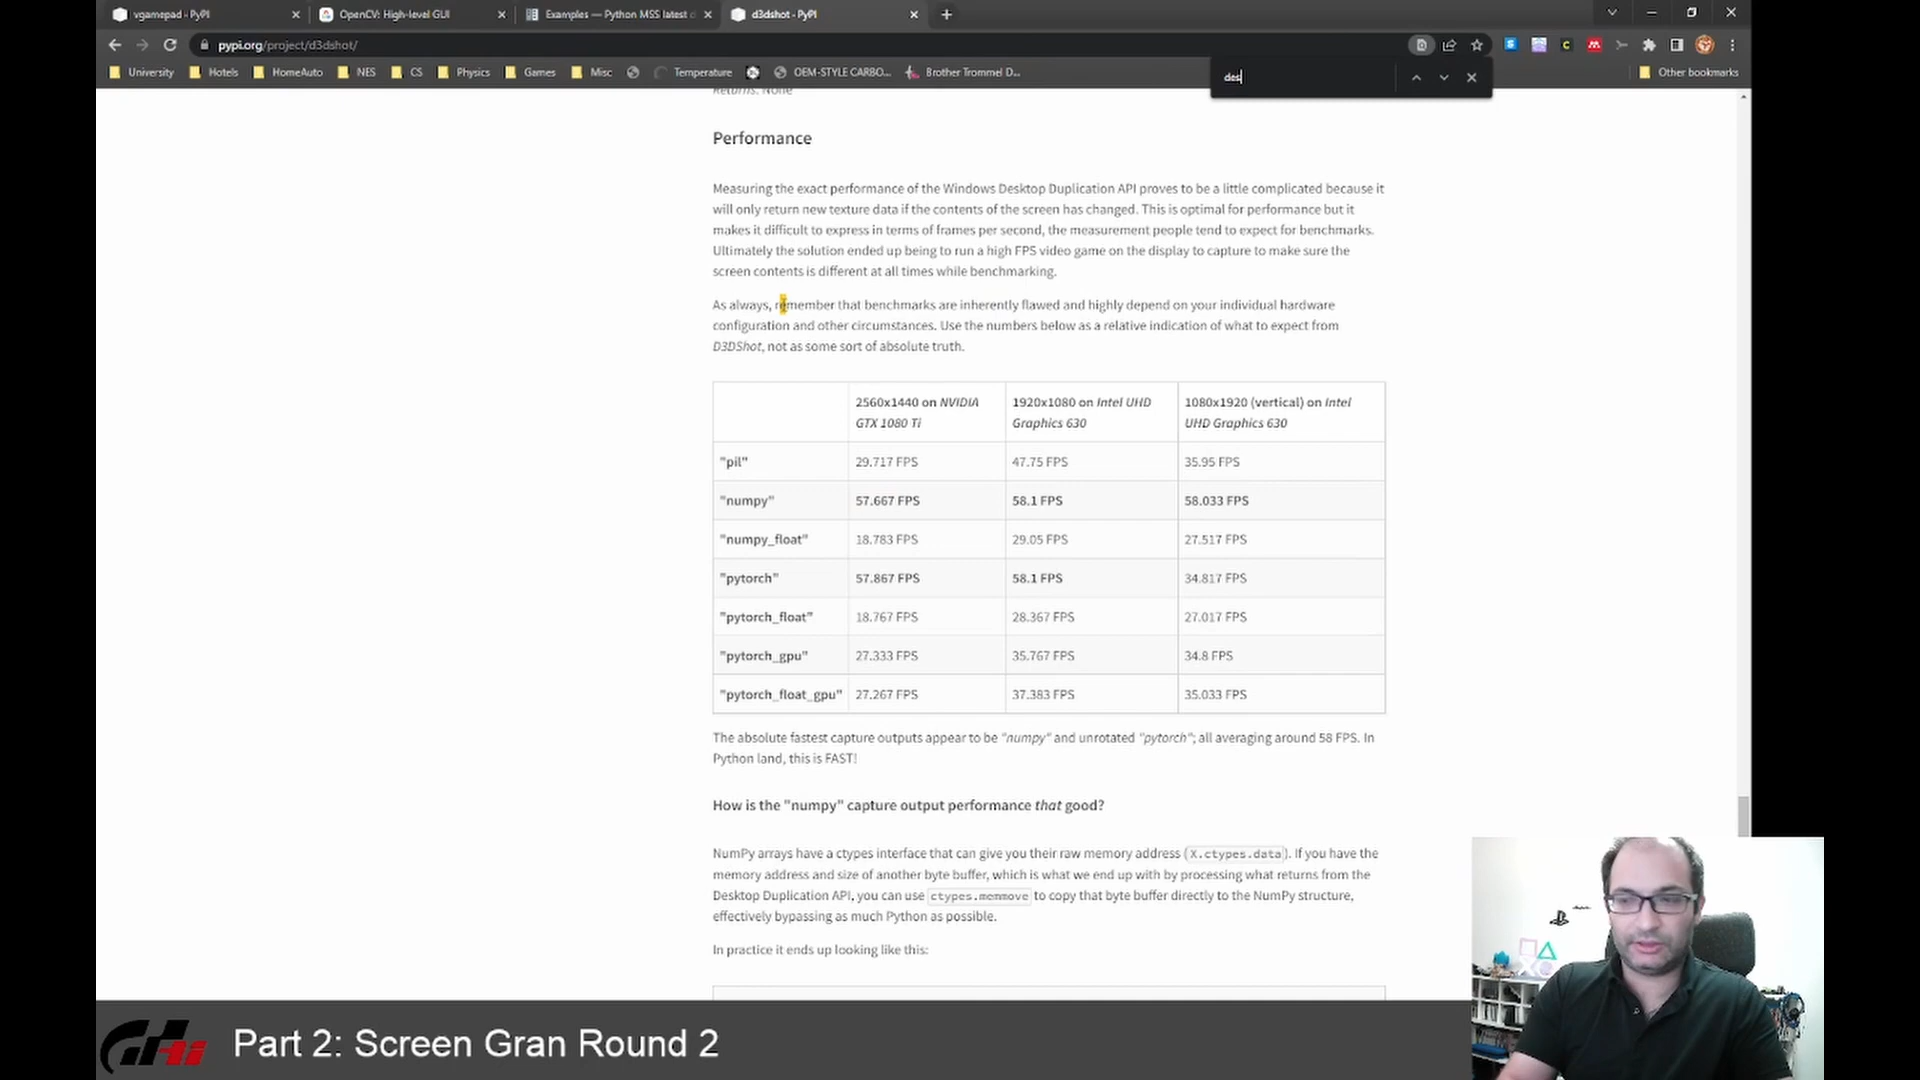 vgamepad · PyPI
OpenCV: High-level GUI
Examples — Python MSS latest d
d3dshot · PyPI
pypi.org/project/d3dshot/
University
Hotels
HomeAuto
NES
CS
Physics
Games
Misc
Temperature
OEM-STYLE CARBO...
Brother Trommel D...
Other bookmarks
des
Returns: None
Performance
Measuring the exact performance of the Windows Desktop Duplication API proves to be a little complicated because it
will only return new texture data if the contents of the screen has changed. This is optimal for performance but it
makes it difficult to express in terms of frames per second, the measurement people tend to expect for benchmarks.
Ultimately the solution ended up being to run a high FPS video game on the display to capture to make sure the
screen contents is different at all times while benchmarking.
As always, remember that benchmarks are inherently flawed and highly depend on your individual hardware
configuration and other circumstances. Use the numbers below as a relative indication of what to expect from
D3DShot, not as some sort of absolute truth.
2560x1440 on NVIDIA
GTX 1080 Ti
1920x1080 on Intel UHD
Graphics 630
1080x1920 (vertical) on Intel
UHD Graphics 630
"pil" 29.717 FPS 47.75 FPS 35.95 FPS
"numpy" 57.667 FPS 58.1 FPS 58.033 FPS
"numpy_float" 18.783 FPS 29.05 FPS 27.517 FPS
"pytorch" 57.867 FPS 58.1 FPS 34.817 FPS
"pytorch_float" 18.767 FPS 28.367 FPS 27.017 FPS
"pytorch_gpu" 27.333 FPS 35.767 FPS 34.8 FPS
"pytorch_float_gpu" 27.267 FPS 37.383 FPS 35.033 FPS
The absolute fastest capture outputs appear to be "numpy" and unrotated "pytorch"; all averaging around 58 FPS. In
Python land, this is FAST!
How is the "numpy" capture output performance that good?
NumPy arrays have a ctypes interface that can give you their raw memory address (X.ctypes.data). If you have the
memory address and size of another byte buffer, which is what we end up with by processing what returns from the
Desktop Duplication API, you can use ctypes.memmove to copy that byte buffer directly to the NumPy structure,
effectively bypassing as much Python as possible.
In practice it ends up looking like this:
Part 2: Screen Gran Round 2